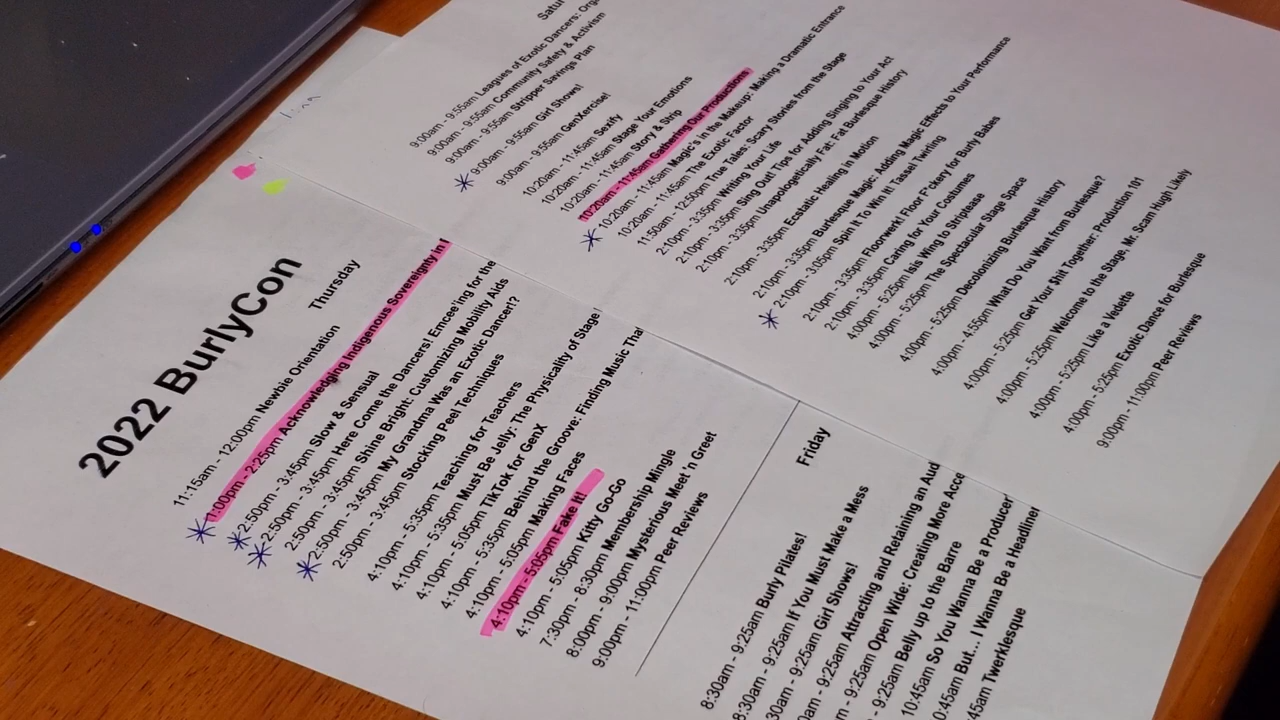 2022 BurlyCon
Thursday
11:15am - 12:00pm Newbie Orientation
1:00pm - 2:25pm Acknowledging Indigenous Sovereignty in
2:50pm - 3:45pm Slow & Sensual
2:50pm - 3:45pm Here Come the Dancers! Emcee'ing for the
2:50pm - 3:45pm Shine Bright: Customizing Mobility Aids
2:50pm - 3:45pm My Grandma Was an Exotic Dancer!?
2:50pm - 3:45pm Stocking Peel Techniques
4:10pm - 5:35pm Teaching for Teachers
4:10pm - 5:35pm Must Be Jelly: The Physicality of Stage
4:10pm - 5:05pm TikTok for GenX
4:10pm - 5:35pm Behind the Groove: Finding Music Tha
4:10pm - 5:05pm Making Faces
4:10pm - 5:05pm Fake It!
4:10pm - 5:05pm Kitty Go-Go
7:30pm - 8:30pm Membership Mingle
8:00pm - 9:00pm Mysterious Meet 'n Greet
9:00pm - 11:00pm Peer Reviews
Friday
8:30am - 9:25am Burly Pilates!
8:30am - 9:25am If You Must Make a Mess
30am - 9:25am Girl Shows!
0am - 9:25am Attracting and Retaining an Aud
- 9:25am Open Wide: Creating More Acce
- 9:25am Belly up to the Barre
10:45am So You Wanna Be a Producer
0:45am But... I Wanna Be a Headliner
45am Twerklesque
Satur
9:00am - 9:55am Leagues of Exotic Dancers: Org
9:00am - 9:55am Community Safety & Activism
9:00am - 9:55am Stripper Savings Plan
9:00am - 9:55am Girl Shows!
9:00am - 9:55am GenXercise!
10:20am - 11:45am Sexify
10:20am - 11:45am Stage Your Emotions
10:20am - 11:45am Story & Strip
10:20am - 11:45am Gathering Our Productions
10:20am - 11:45am Magic's in the Makeup: Making a Dramatic Entrance
10:20am - 11:45am The Exotic Factor
11:50am - 12:50pm True Tales: Scary Stories from the Stage
2:10pm - 3:35pm Writing Your Life
2:10pm - 3:35pm Sing Out! Tips for Adding Singing to Your Act
2:10pm - 3:35pm Unapologetically Fat: Fat Burlesque History
2:10pm - 3:35pm Ecstatic Healing in Motion
2:10pm - 3:35pm Burlesque Magic: Adding Magic Effects to Your Performance
2:10pm - 3:05pm Spin It To Win It! Tassel Twirling
2:10pm - 3:35pm Floorwerk! Floor F*ckery for Burly Babes
2:10pm - 3:35pm Caring for Your Costumes
4:00pm - 5:25pm Isis Wing to Striptease
4:00pm - 5:25pm The Spectacular Stage Space
4:00pm - 5:25pm Decolonizing Burlesque History
4:00pm - 4:55pm What Do You Want from Burlesque?
4:00pm - 5:25pm Get Your $hit Together: Production 101
4:00pm - 5:25pm Welcome to the Stage, Mr. Scam Hugh Likely
4:00pm - 5:25pm Like a Vedette
4:00pm - 5:25pm Exotic Dance for Burlesque
9:00pm - 11:00pm Peer Reviews